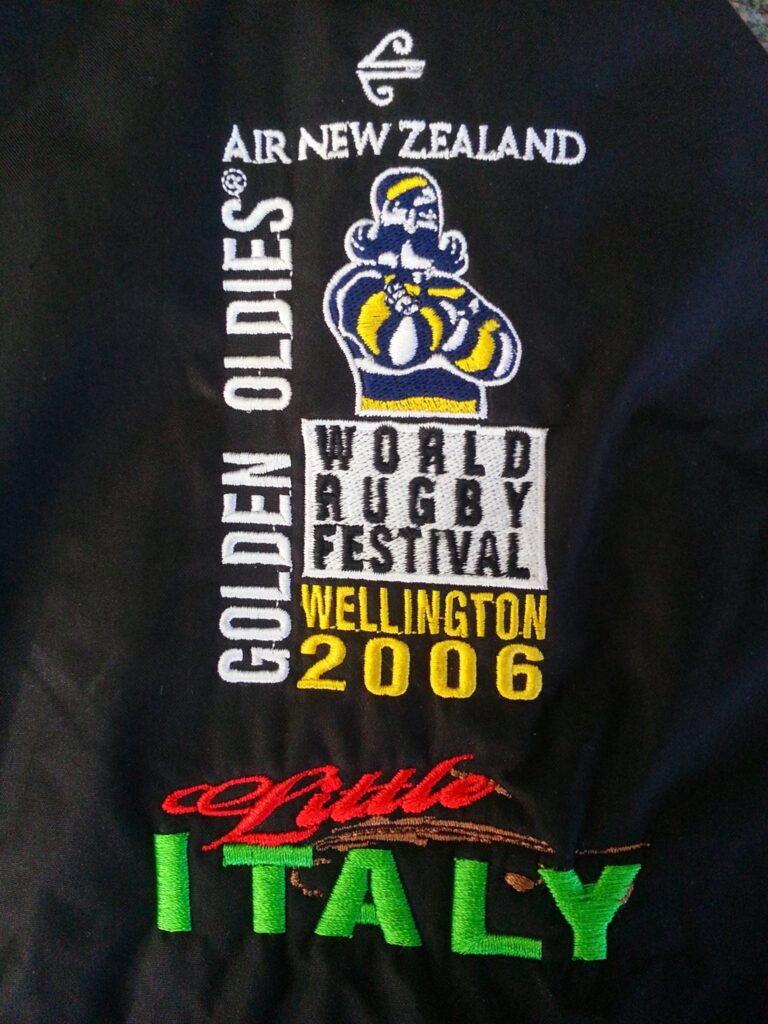 AIR NEW ZEALAND
GOLDEN OLDIES®
WORLD
RUGBY
FESTIVAL
WELLINGTON
2006
Little
ITALY